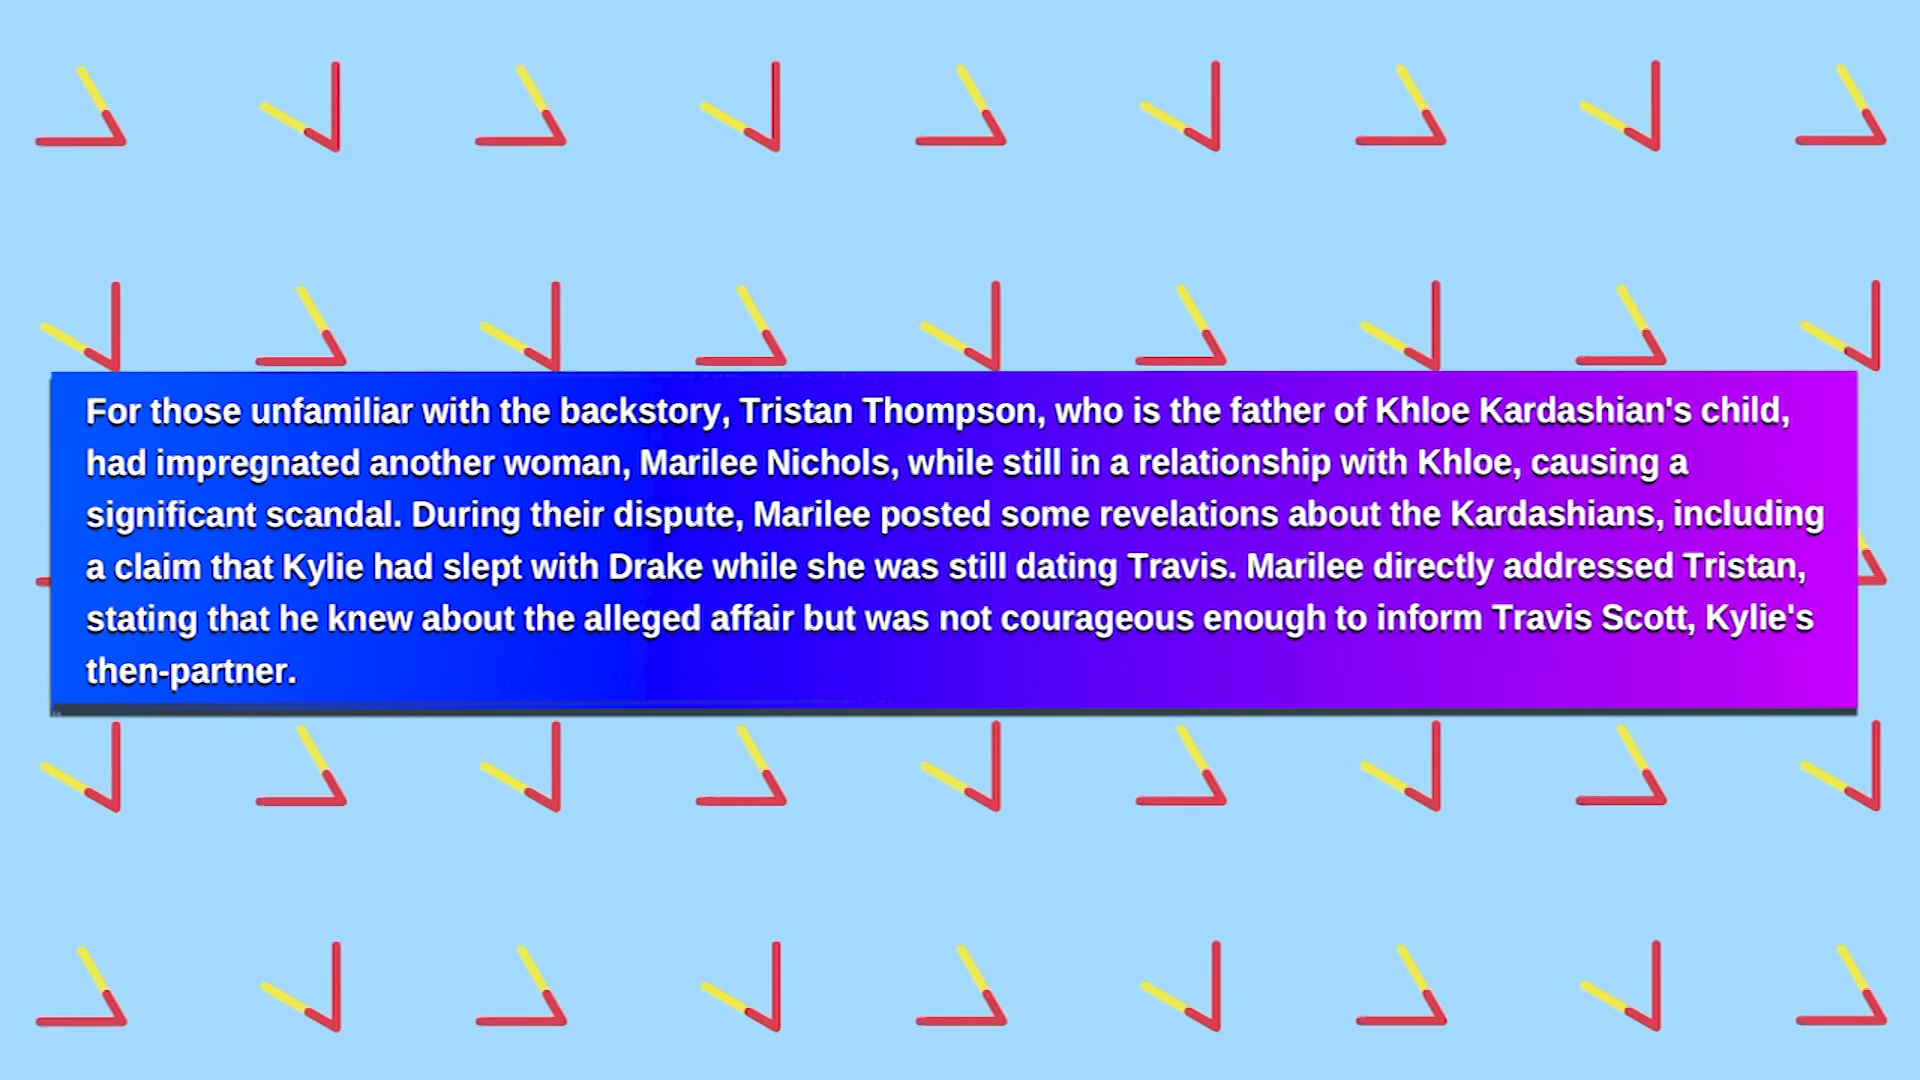 For those unfamiliar with the backstory, Tristan Thompson, who is the father of Khloe Kardashian's child,
had impregnated another woman, Marilee Nichols, while still in a relationship with Khloe, causing a
significant scandal. During their dispute, Marilee posted some revelations about the Kardashians, including
a claim that Kylie had slept with Drake while she was still dating Travis. Marilee directly addressed Tristan,
stating that he knew about the alleged affair but was not courageous enough to inform Travis Scott, Kylie's
then-partner.